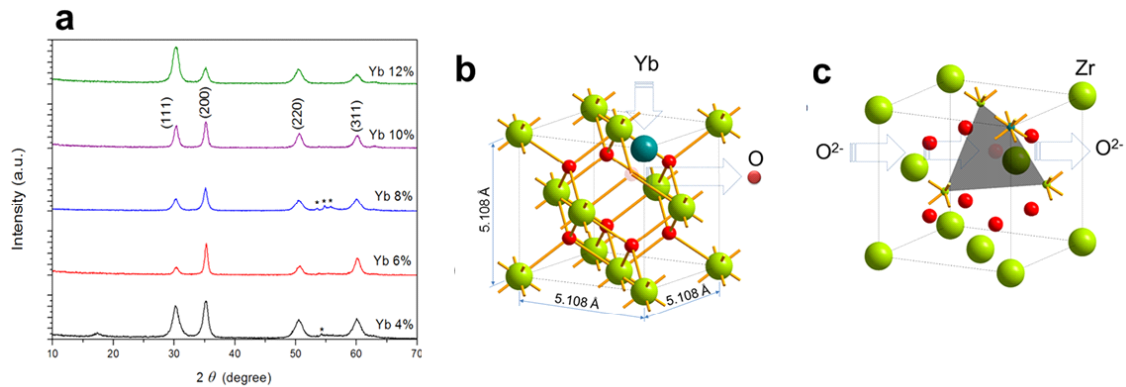 a
Intensity (a.u.)
Yb 12%
(111)
(200)
(220)
(311)
Yb 10%
Yb 8%
* * *
Yb 6%
Yb 4%
*
10 20 30 40 50 60 70
2 θ (degree)
b
Yb
O
5.108 Å
5.108 Å
5.108 Å
c
Zr
O2-
O2-